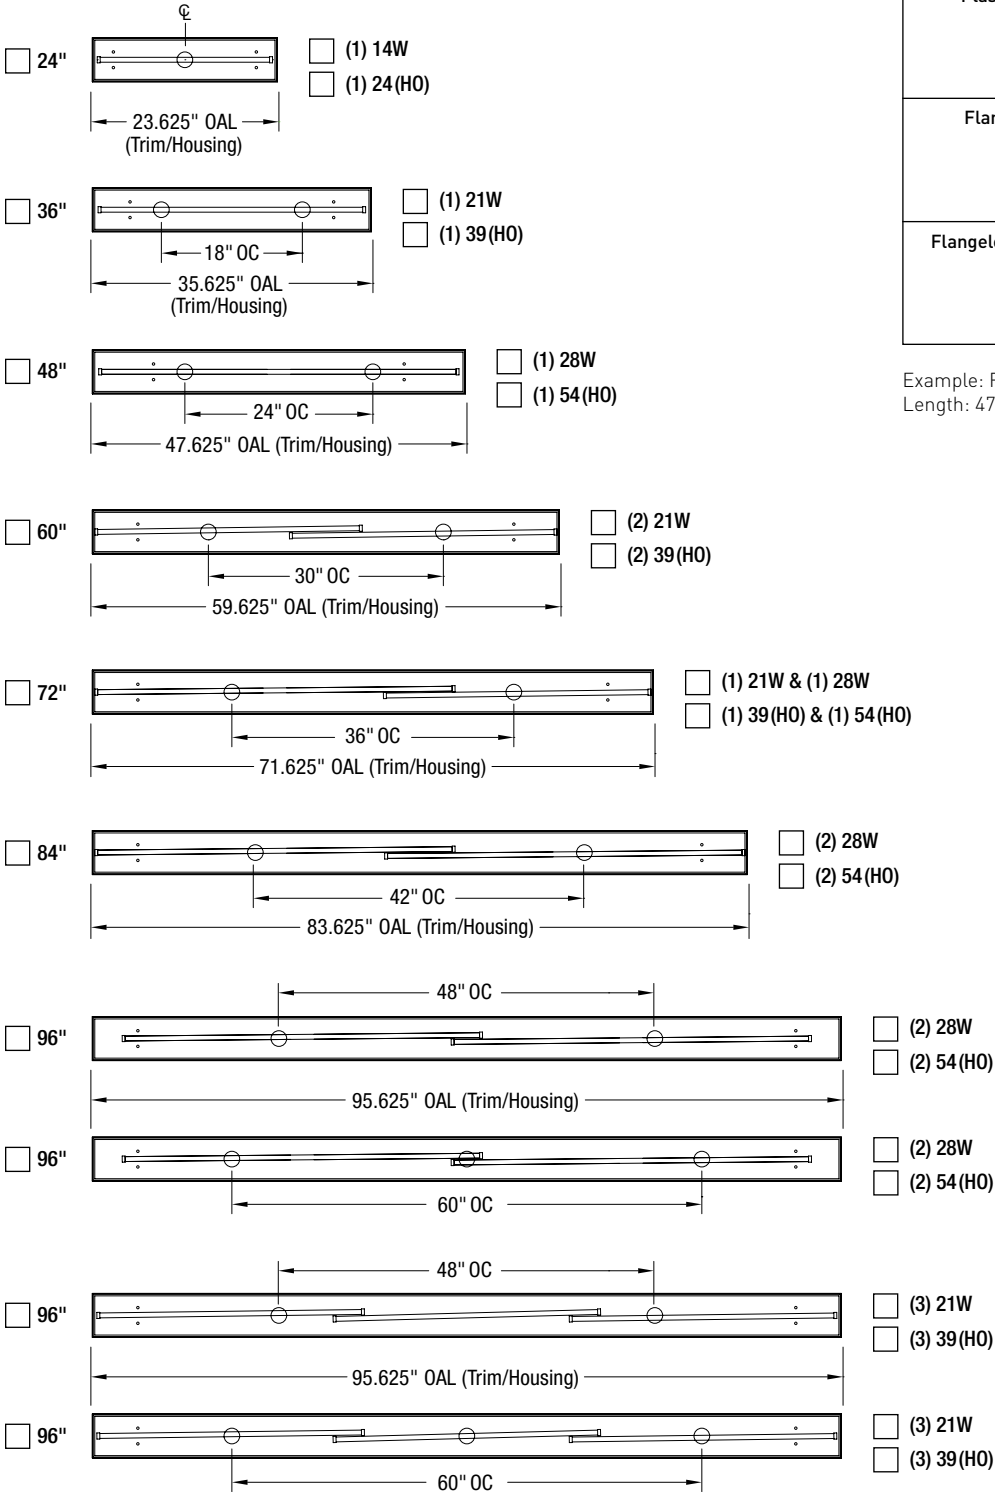 ℄
24"
(1) 14W
(1) 24(HO)
23.625" OAL
(Trim/Housing)
36"
(1) 21W
(1) 39(HO)
18" OC
35.625" OAL
(Trim/Housing)
48"
(1) 28W
(1) 54(HO)
24" OC
47.625" OAL (Trim/Housing)
60"
(2) 21W
(2) 39(HO)
30" OC
59.625" OAL (Trim/Housing)
72"
(1) 21W & (1) 28W
(1) 39(HO) & (1) 54(HO)
36" OC
71.625" OAL (Trim/Housing)
84"
(2) 28W
(2) 54(HO)
42" OC
83.625" OAL (Trim/Housing)
48" OC
96"
(2) 28W
(2) 54(HO)
95.625" OAL (Trim/Housing)
96"
(2) 28W
(2) 54(HO)
60" OC
48" OC
96"
(3) 21W
(3) 39(HO)
95.625" OAL (Trim/Housing)
96"
(3) 21W
(3) 39(HO)
60" OC
Flan
Flangel
Example: F
Length: 47